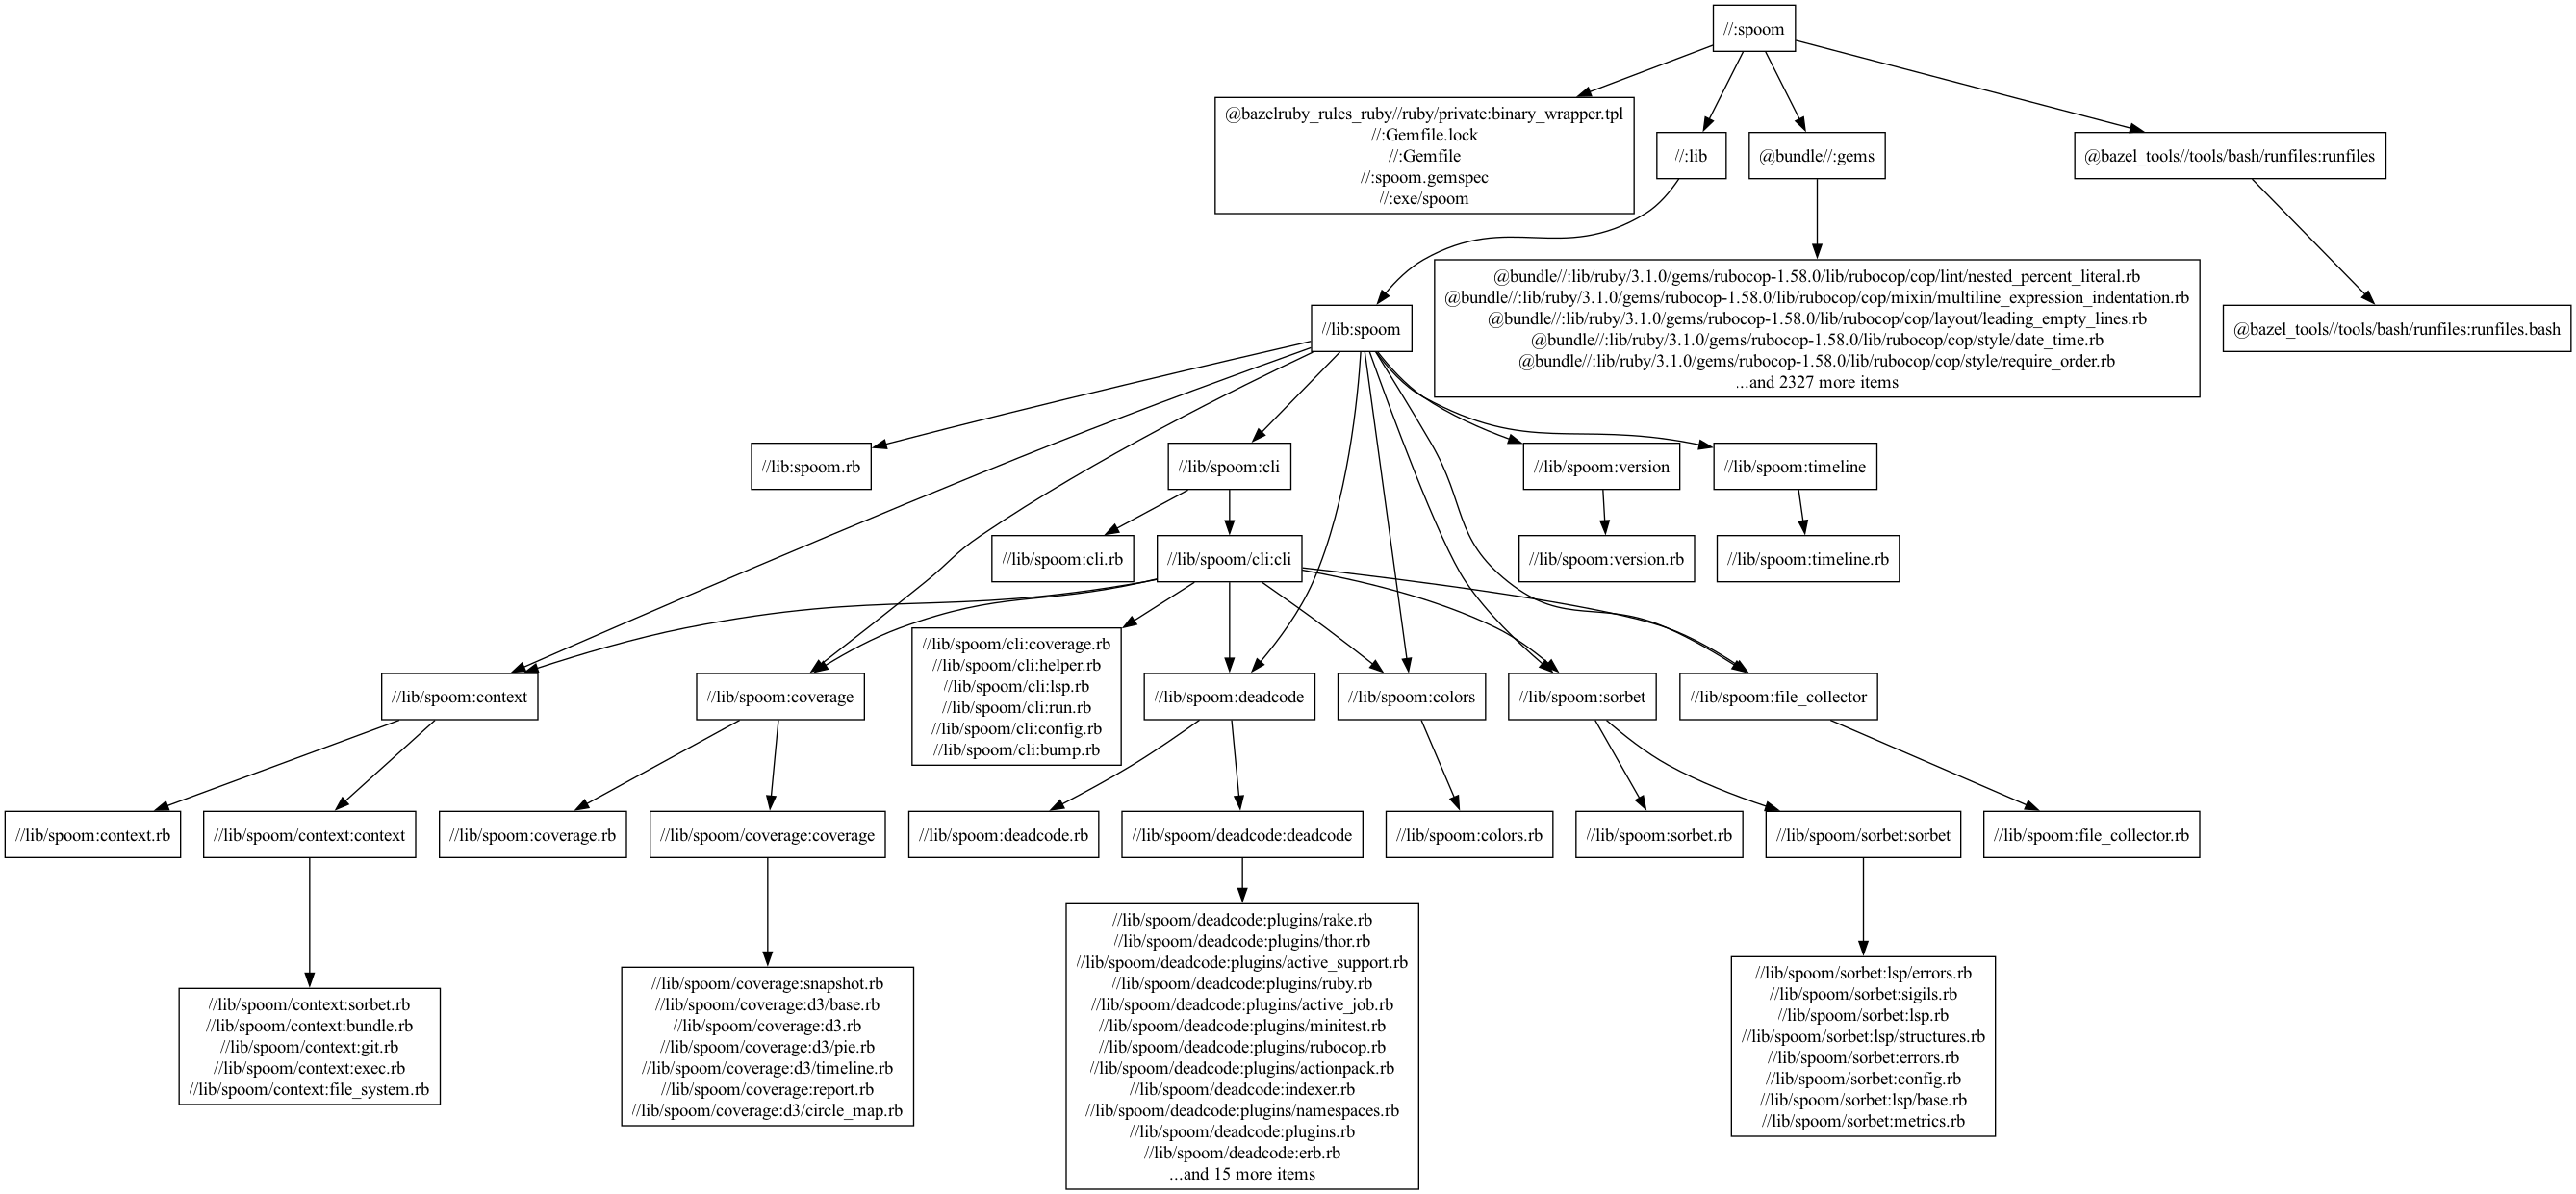 //:spoom
@bazelruby_rules_ruby//ruby/private:binary_wrapper.tpl
//:Gemfile.lock
//:Gemfile
//:spoom.gemspec
//:exe/spoom
//:lib
@bundle//:gems
@bazel_tools//tools/bash/runfiles:runfiles
@bundle//:lib/ruby/3.1.0/gems/rubocop-1.58.0/lib/rubocop/cop/lint/nested_percent_literal.rb
@bundle//:lib/ruby/3.1.0/gems/rubocop-1.58.0/lib/rubocop/cop/mixin/multiline_expression_indentation.rb
@bundle//:lib/ruby/3.1.0/gems/rubocop-1.58.0/lib/rubocop/cop/layout/leading_empty_lines.rb
@bundle//:lib/ruby/3.1.0/gems/rubocop-1.58.0/lib/rubocop/cop/style/date_time.rb
@bundle//:lib/ruby/3.1.0/gems/rubocop-1.58.0/lib/rubocop/cop/style/require_order.rb
...and 2327 more items
//lib:spoom
@bazel_tools//tools/bash/runfiles:runfiles.bash
//lib:spoom.rb
//lib/spoom:cli
//lib/spoom:version
//lib/spoom:timeline
//lib/spoom:cli.rb
//lib/spoom/cli:cli
//lib/spoom:version.rb
//lib/spoom:timeline.rb
//lib/spoom:context
//lib/spoom:coverage
//lib/spoom/cli:coverage.rb
//lib/spoom/cli:helper.rb
//lib/spoom/cli:lsp.rb
//lib/spoom/cli:run.rb
//lib/spoom/cli:config.rb
//lib/spoom/cli:bump.rb
//lib/spoom:deadcode
//lib/spoom:colors
//lib/spoom:sorbet
//lib/spoom:file_collector
//lib/spoom:context.rb
//lib/spoom/context:context
//lib/spoom:coverage.rb
//lib/spoom/coverage:coverage
//lib/spoom:deadcode.rb
//lib/spoom/deadcode:deadcode
//lib/spoom:colors.rb
//lib/spoom:sorbet.rb
//lib/spoom/sorbet:sorbet
//lib/spoom:file_collector.rb
//lib/spoom/context:sorbet.rb
//lib/spoom/context:bundle.rb
//lib/spoom/context:git.rb
//lib/spoom/context:exec.rb
//lib/spoom/context:file_system.rb
//lib/spoom/coverage:snapshot.rb
//lib/spoom/coverage:d3/base.rb
//lib/spoom/coverage:d3.rb
//lib/spoom/coverage:d3/pie.rb
//lib/spoom/coverage:d3/timeline.rb
//lib/spoom/coverage:report.rb
//lib/spoom/coverage:d3/circle_map.rb
//lib/spoom/deadcode:plugins/rake.rb
//lib/spoom/deadcode:plugins/thor.rb
//lib/spoom/deadcode:plugins/active_support.rb
//lib/spoom/deadcode:plugins/ruby.rb
//lib/spoom/deadcode:plugins/active_job.rb
//lib/spoom/deadcode:plugins/minitest.rb
//lib/spoom/deadcode:plugins/rubocop.rb
//lib/spoom/deadcode:plugins/actionpack.rb
//lib/spoom/deadcode:indexer.rb
//lib/spoom/deadcode:plugins/namespaces.rb
//lib/spoom/deadcode:plugins.rb
//lib/spoom/deadcode:erb.rb
...and 15 more items
//lib/spoom/sorbet:lsp/errors.rb
//lib/spoom/sorbet:sigils.rb
//lib/spoom/sorbet:lsp.rb
//lib/spoom/sorbet:lsp/structures.rb
//lib/spoom/sorbet:errors.rb
//lib/spoom/sorbet:config.rb
//lib/spoom/sorbet:lsp/base.rb
//lib/spoom/sorbet:metrics.rb